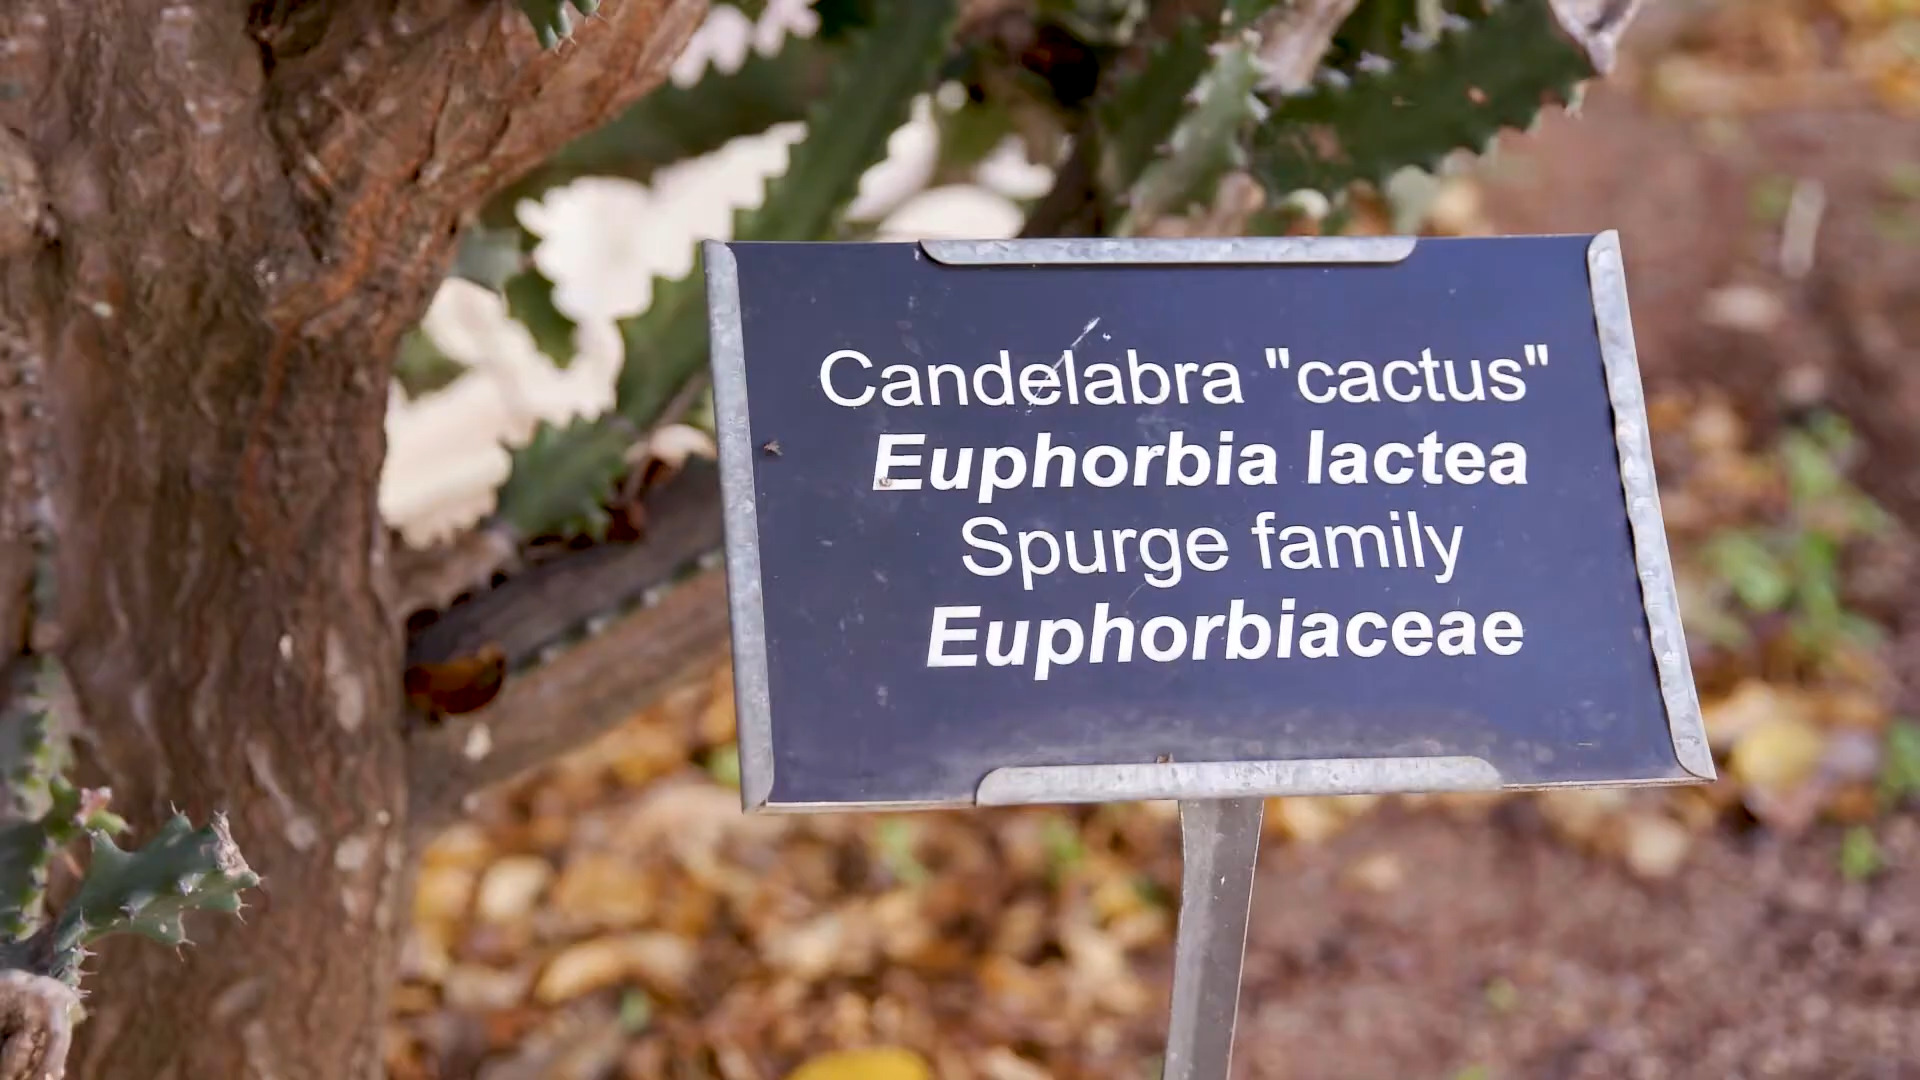 Candelabra "cactus"
Euphorbia lactea
Spurge family
Euphorbiaceae